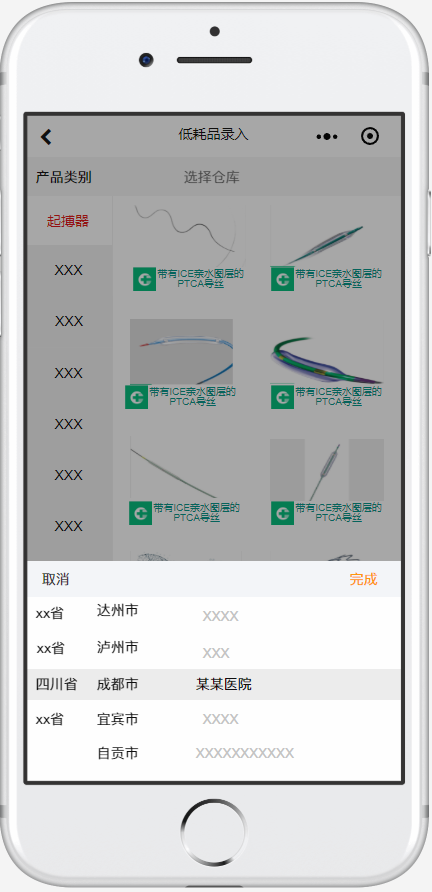 低耗品录入
产品类别
选择仓库
起搏器
XXX
XXX
XXX
XXX
XXX
XXX
带有ICE亲水图层的
PTCA导丝
带有ICE亲水图层的
PTCA导丝
带有ICE亲水图层的
PTCA导丝
带有ICE亲水图层的
PTCA导丝
带有ICE亲水图层的
PTCA导丝
带有ICE亲水图层的
PTCA导丝
取消
完成
xx省 达州市 XXXX
xx省 泸州市 XXX
四川省 成都市 某某医院
xx省 宜宾市 XXXX
自贡市 XXXXXXXXXXX